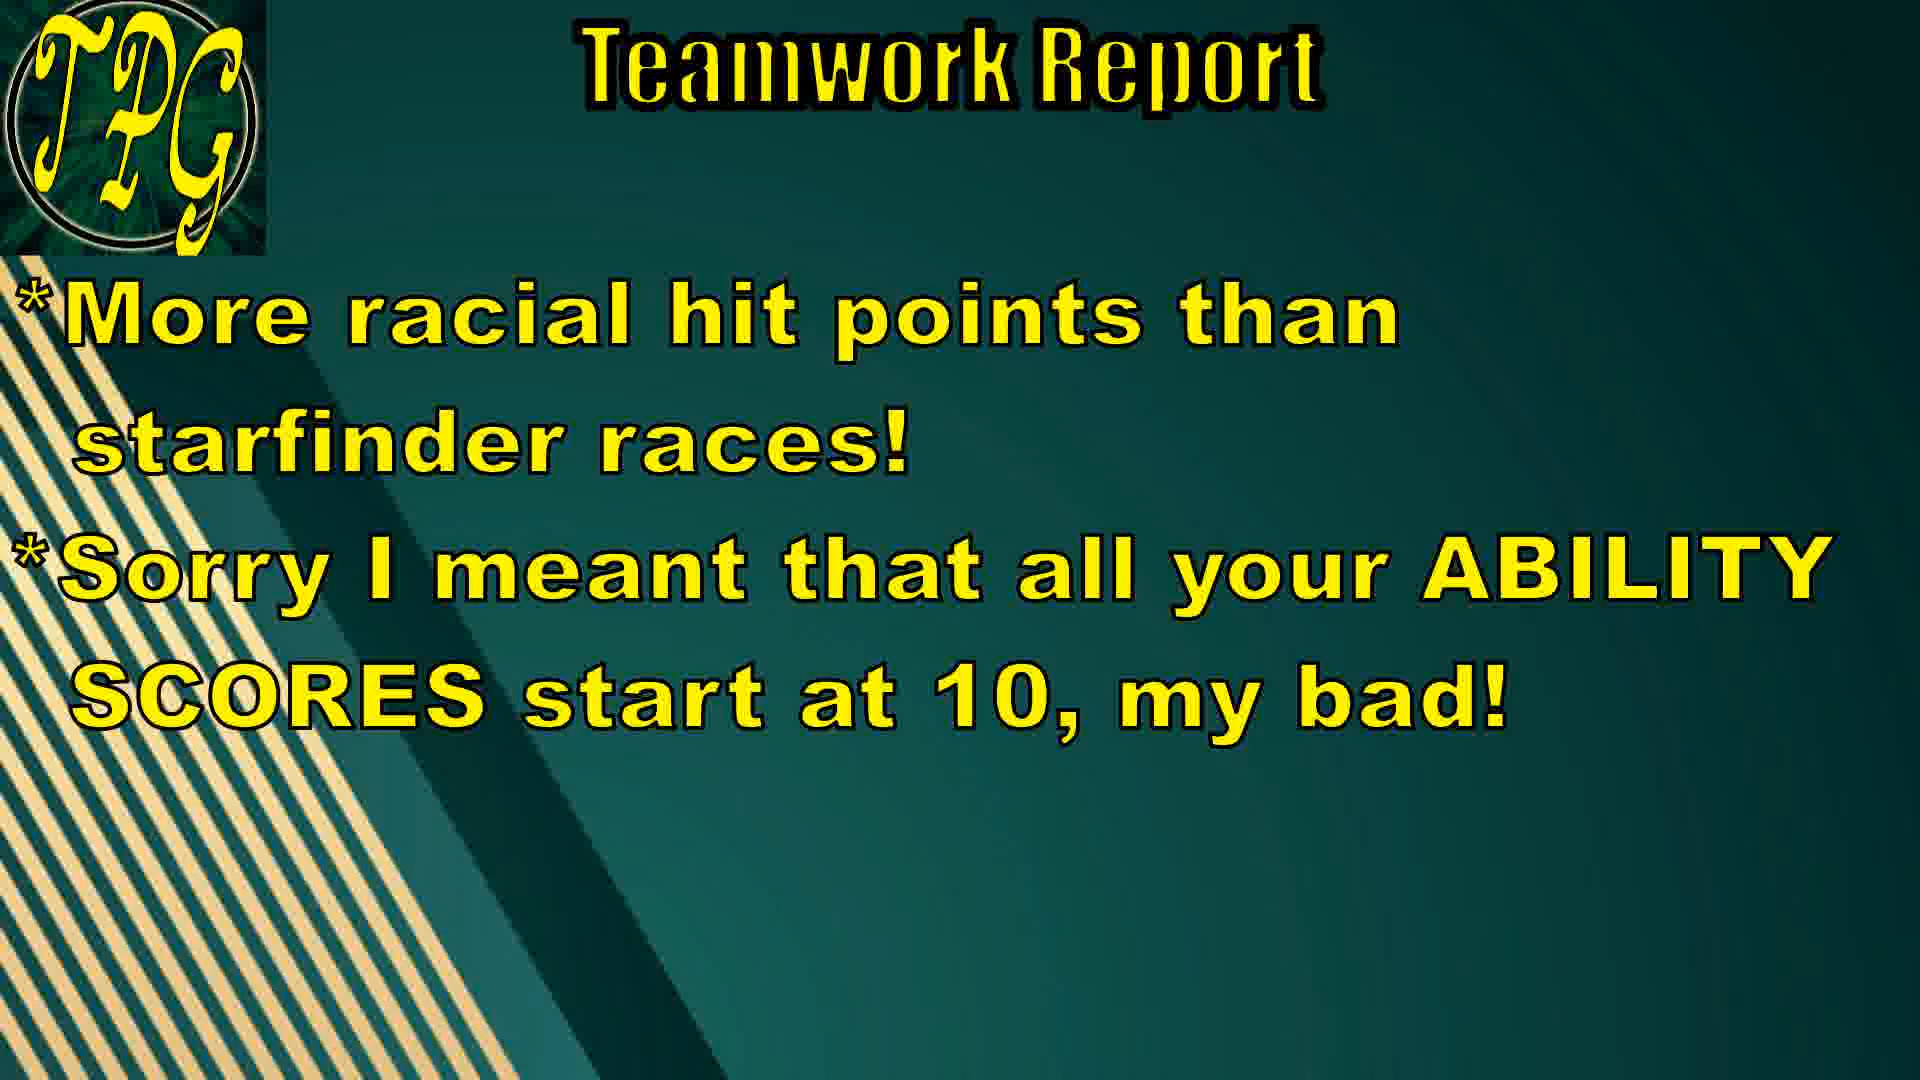 TPG
Teamwork Report
*More racial hit points than
starfinder races!
*Sorry I meant that all your ABILITY
SCORES start at 10, my bad!